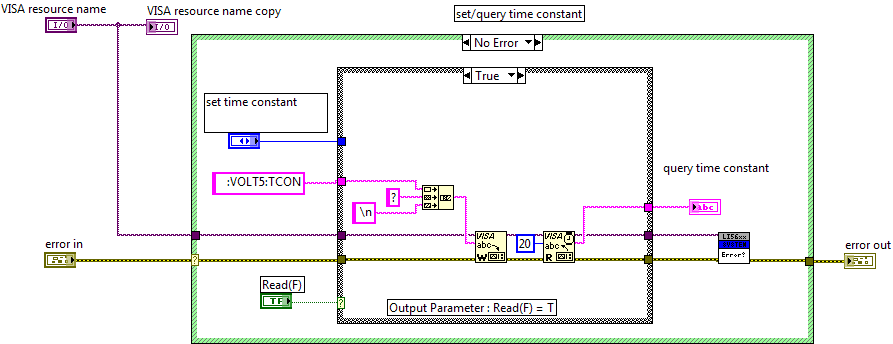 VISA resource name
VISA resource name copy
set/query time constant
I/O
I/O
No Error
True
set time constant
:VOLT5:TCON
?
\n
query time constant
abc
VISA
abc
W
20
VISA
abc
R
LI56xx
Error?
error in
error out
?
Read(F)
TF
?
Output Parameter : Read(F) = T